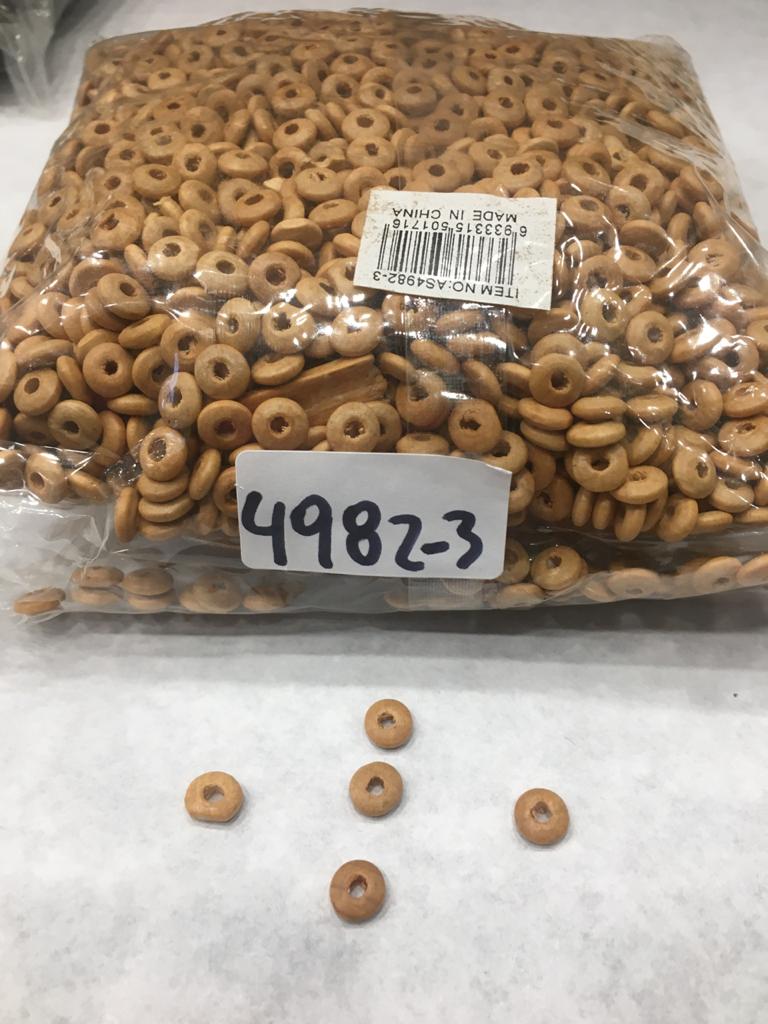 ITEM NO:AS4982-3
6 933315 501716
MADE IN CHINA
4982-3